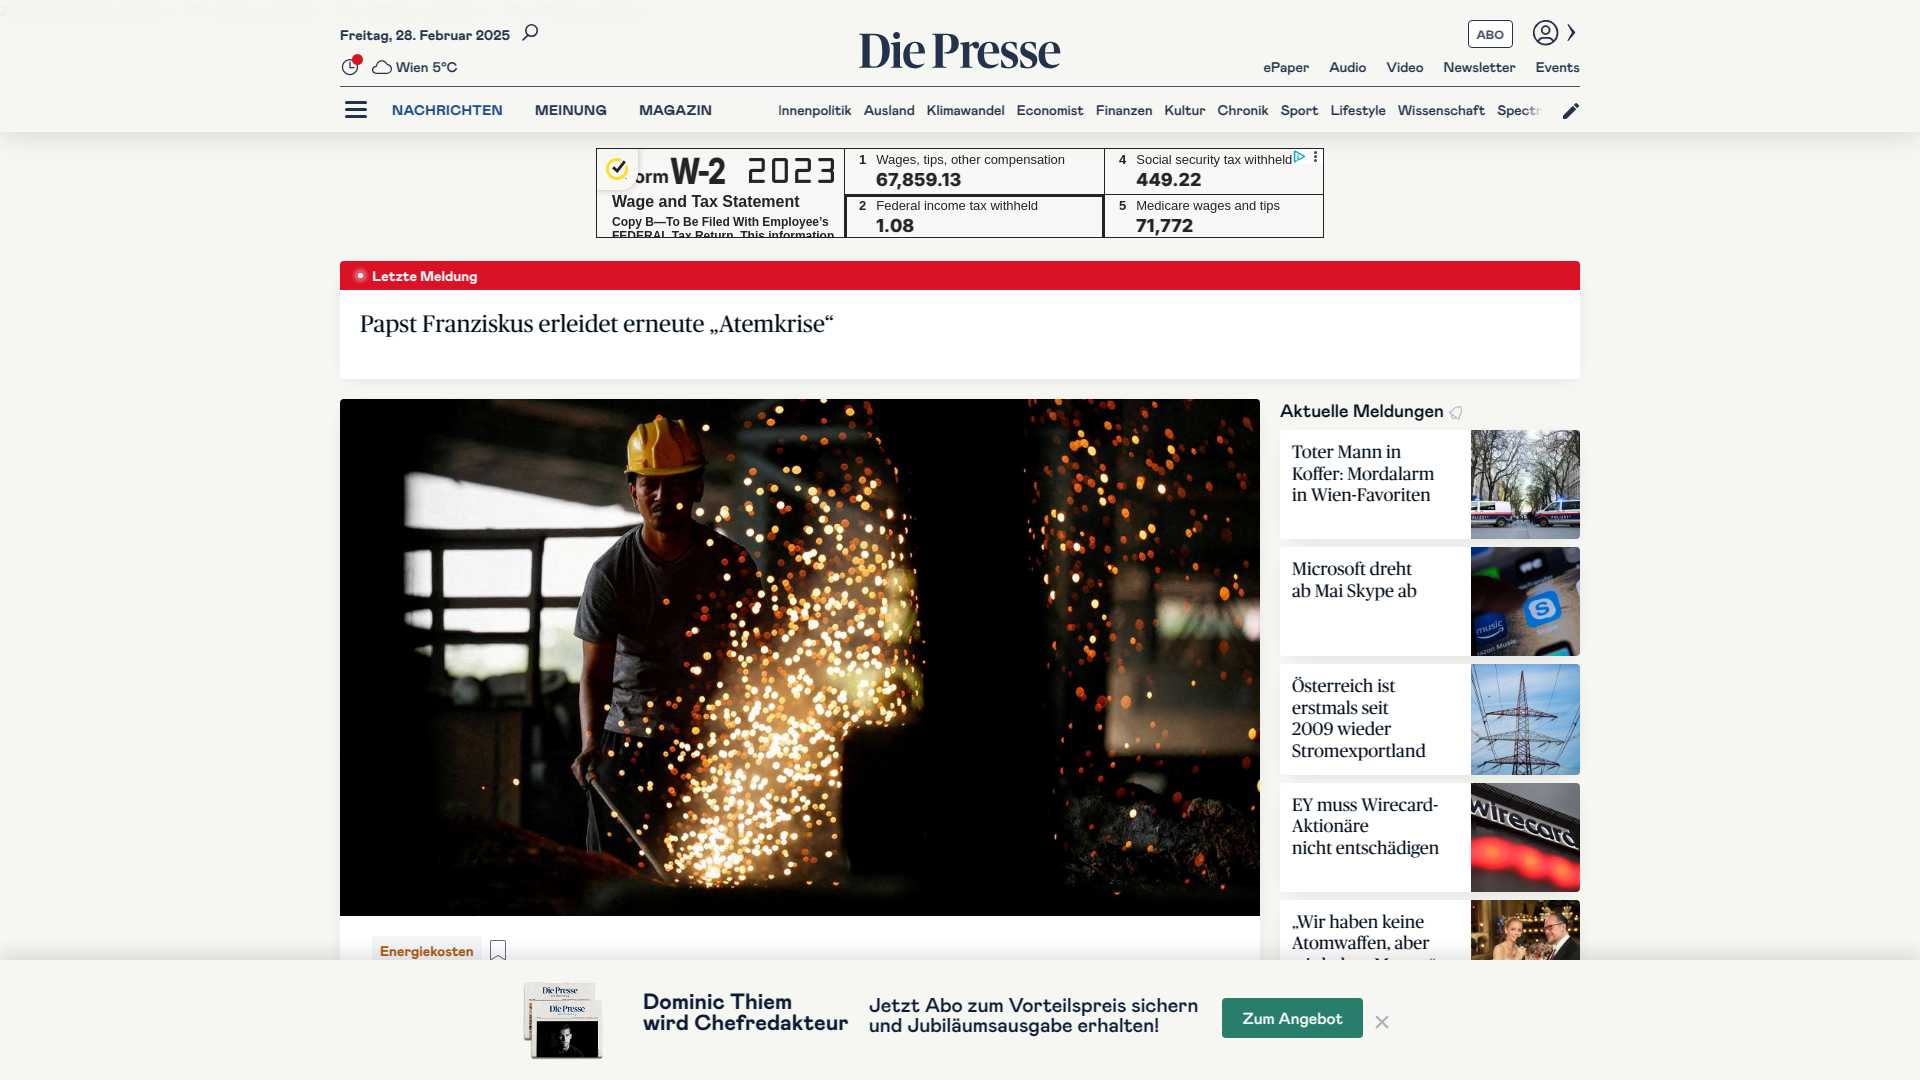 Freitag, 28. Februar 2025
Wien 5°C
Die Presse
ABO
ePaper Audio Video Newsletter Events
NACHRICHTEN MEINUNG MAGAZIN
Innenpolitik Ausland Klimawandel Economist Finanzen Kultur Chronik Sport Lifestyle Wissenschaft Spectr
orm W-2 2023
Wage and Tax Statement
Copy B—To Be Filed With Employee's
FEDERAL Tax Return. This information
1 Wages, tips, other compensation
67,859.13
4 Social security tax withheld
449.22
2 Federal income tax withheld
1.08
5 Medicare wages and tips
71,772
Letzte Meldung
Papst Franziskus erleidet erneute „Atemkrise“
Energiekosten
Aktuelle Meldungen
Toter Mann in
Koffer: Mordalarm
in Wien-Favoriten
Microsoft dreht
ab Mai Skype ab
music
Österreich ist
erstmals seit
2009 wieder
Stromexportland
EY muss Wirecard-
Aktionäre
nicht entschädigen
wirecard
„Wir haben keine
Atomwaffen, aber
Die Presse
Die Presse
Dominic Thiem
wird Chefredakteur
Jetzt Abo zum Vorteilspreis sichern
und Jubiläumsausgabe erhalten!
Zum Angebot